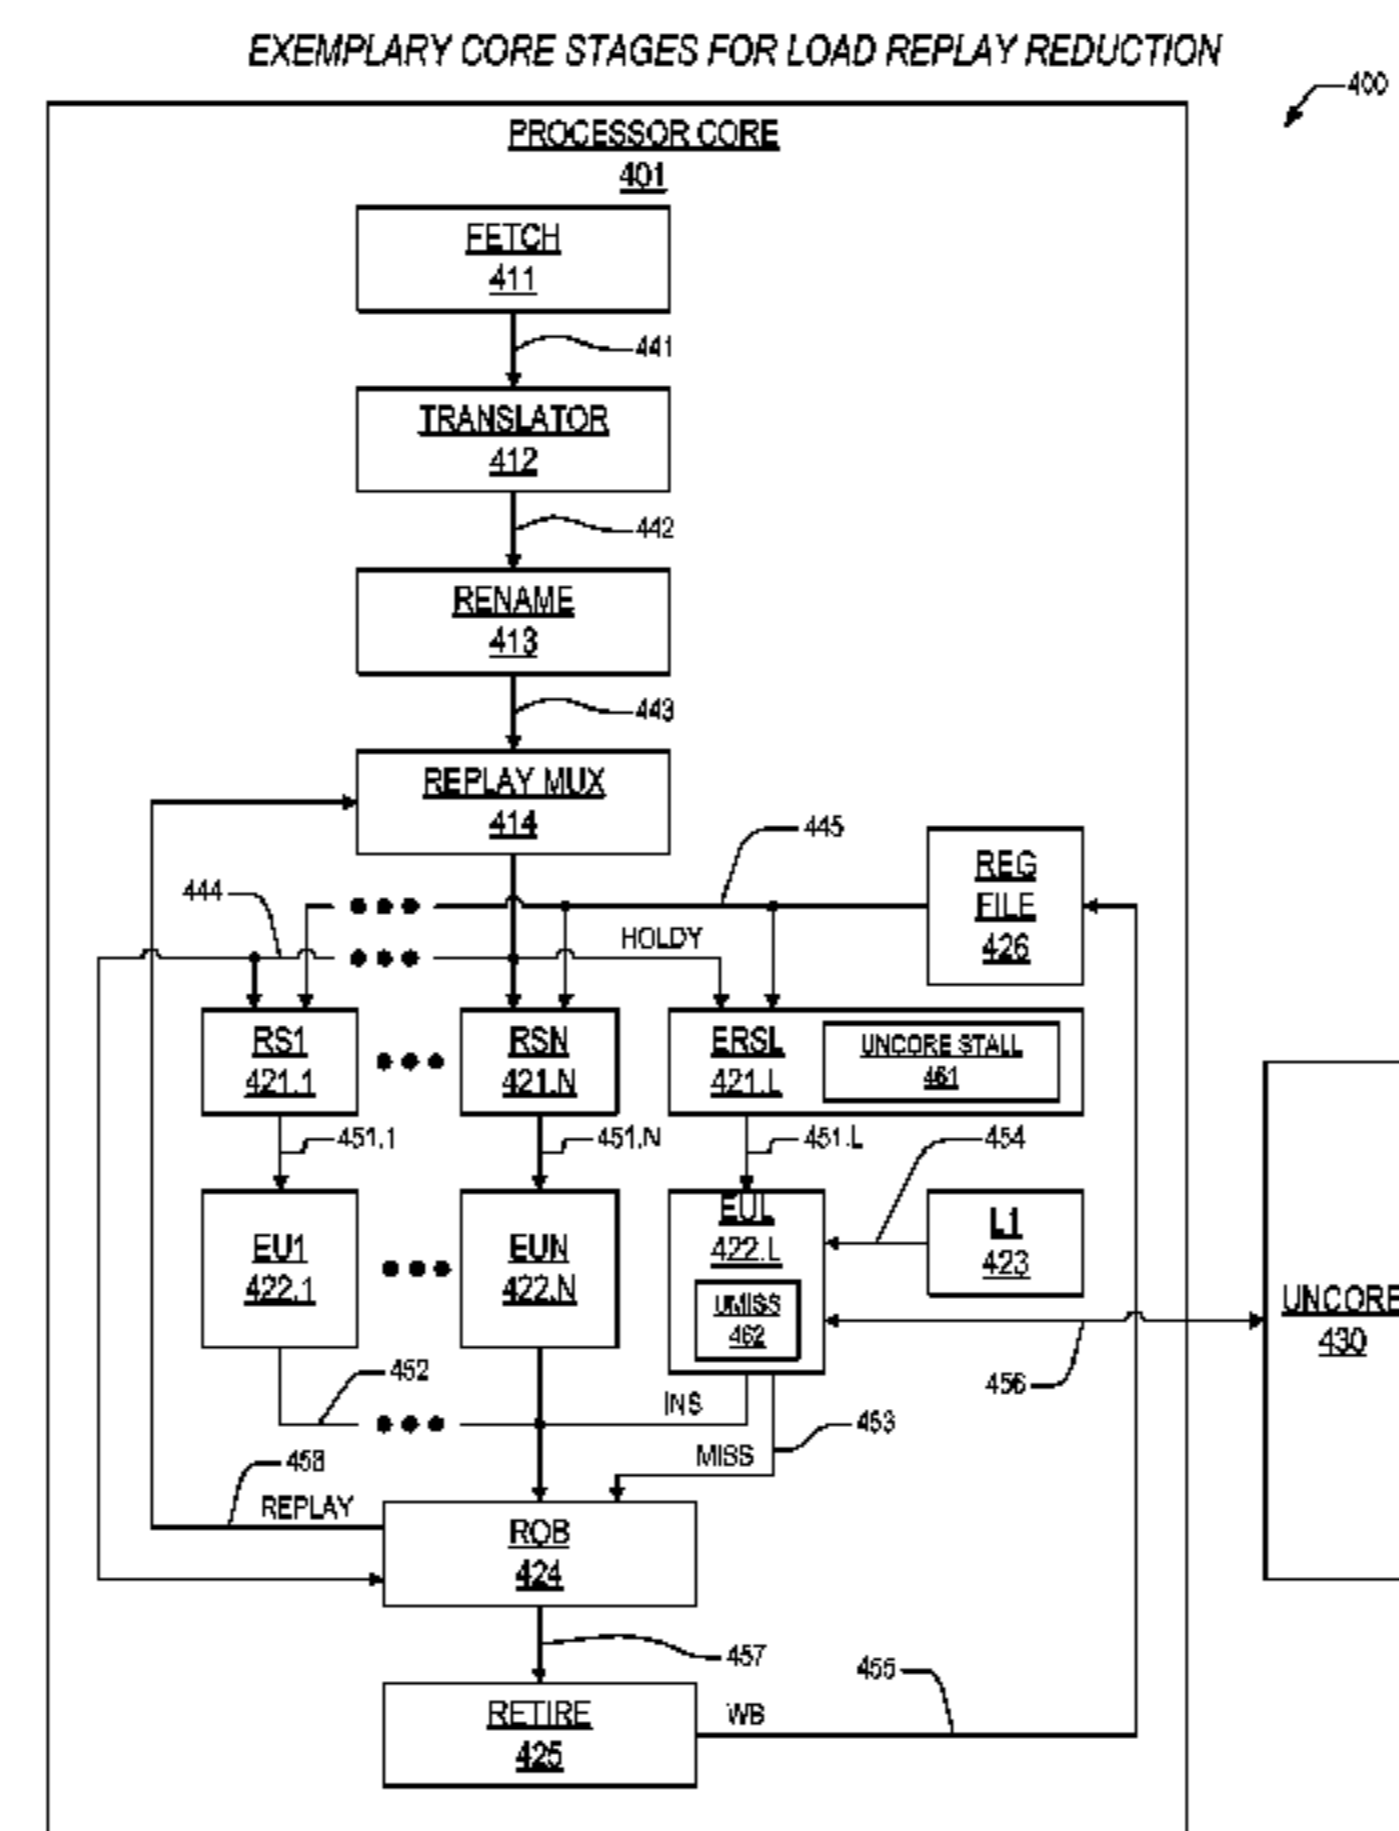 EXEMPLARY CORE STAGES FOR LOAD REPLAY REDUCTION
400
PROCESSOR CORE
401
FETCH
411
441
TRANSLATOR
412
442
RENAME
413
443
REPLAY MUX
414
445
REG
FILE
426
444
HOLDY
RS1
421.1
RSN
421.N
ERSL
421.L
UNCORE STALL
461
451.1
451.N
451.L
454
EU1
422.1
EUN
422.N
EUL
422.L
UMISS
462
L1
423
UNCORE
430
456
452
INS
453
MISS
458
REPLAY
ROB
424
457
455
RETIRE
425
WB